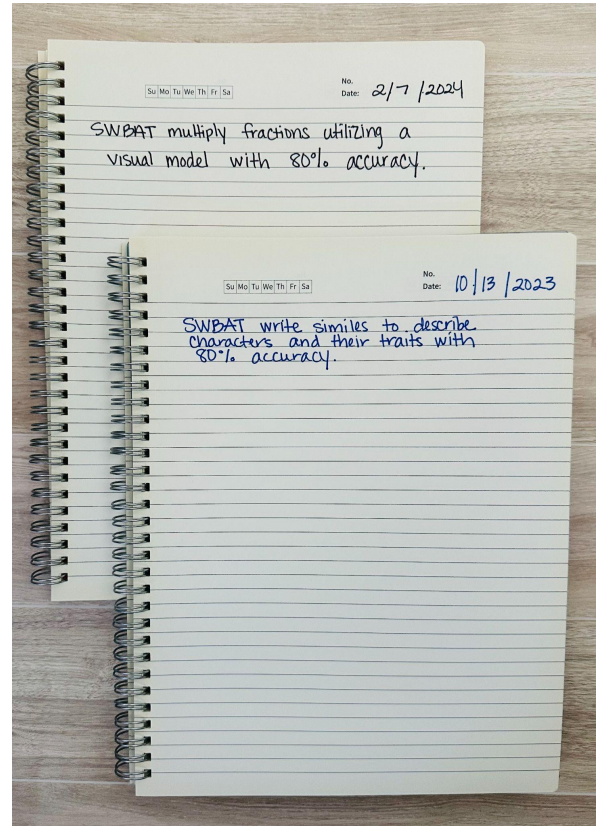 Su Mo Tu We Th Fr Sa
No.
Date: 2/7/2024
SWBAT multiply fractions utilizing a
visual model with 80% accuracy.
Su Mo Tu We Th Fr Sa
No.
Date: 10/13/2023
SWBAT write similes to describe
characters and their traits with
80% accuracy.